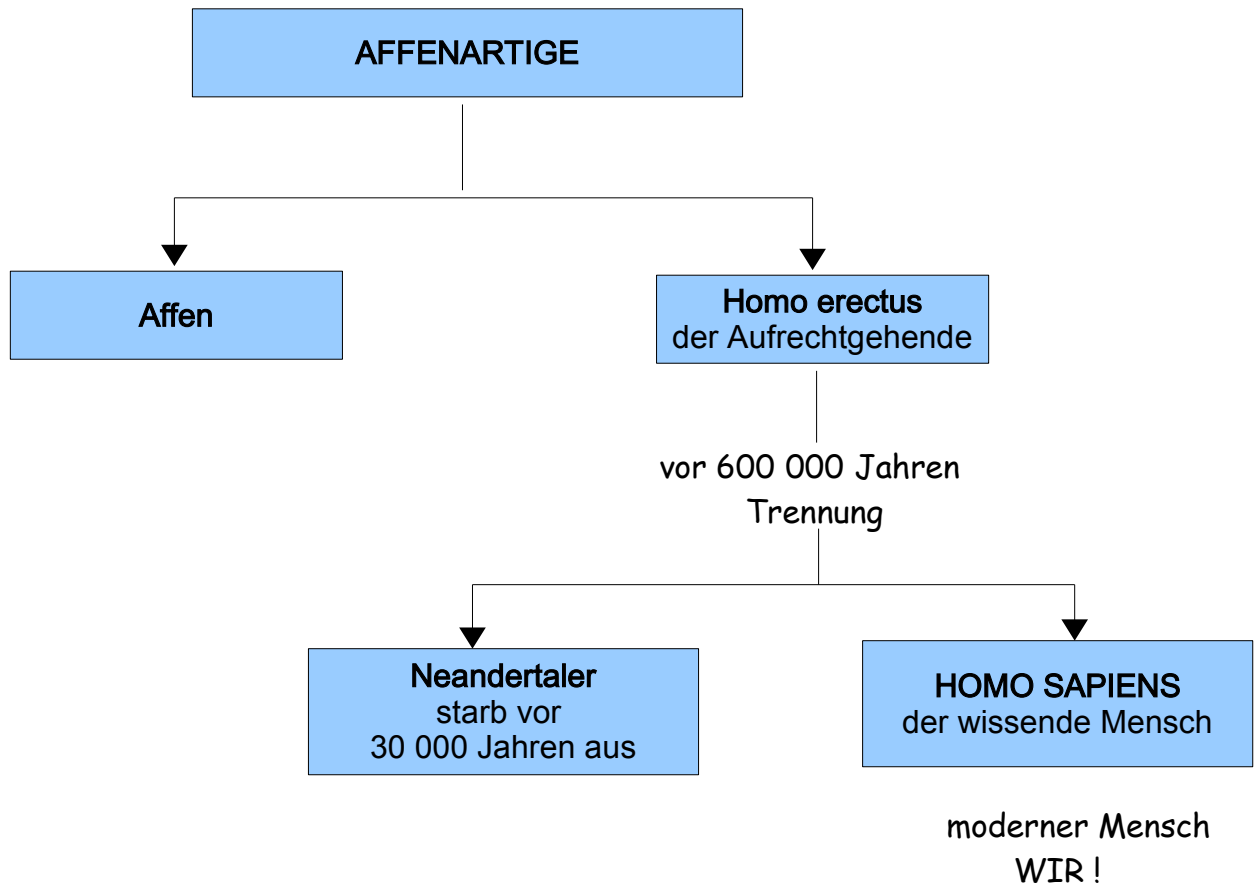 AFFENARTIGE
Affen
Homo erectus
der Aufrechtgehende
vor 600 000 Jahren
Trennung
Neandertaler
starb vor
30 000 Jahren aus
HOMO SAPIENS
der wissende Mensch
moderner Mensch
WIR !